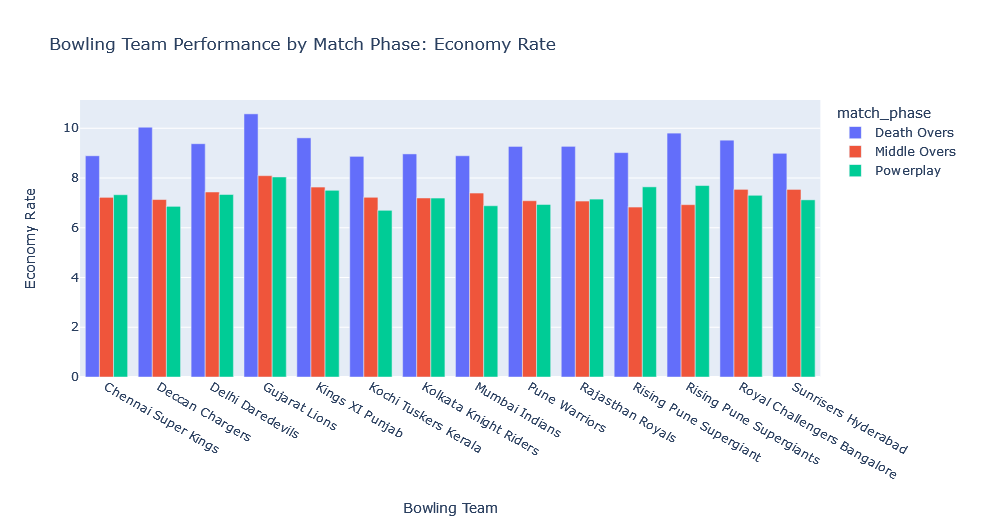 Bowling Team Performance by Match Phase: Economy Rate
match_phase
Death Overs
Middle Overs
Powerplay
Economy Rate
10
8
6
4
2
0
Chennai Super Kings
Deccan Chargers
Delhi Daredevils
Gujarat Lions
Kings XI Punjab
Kochi Tuskers Kerala
Kolkata Knight Riders
Mumbai Indians
Pune Warriors
Rajasthan Royals
Rising Pune Supergiant
Rising Pune Supergiants
Royal Challengers Bangalore
Sunrisers Hyderabad
Bowling Team